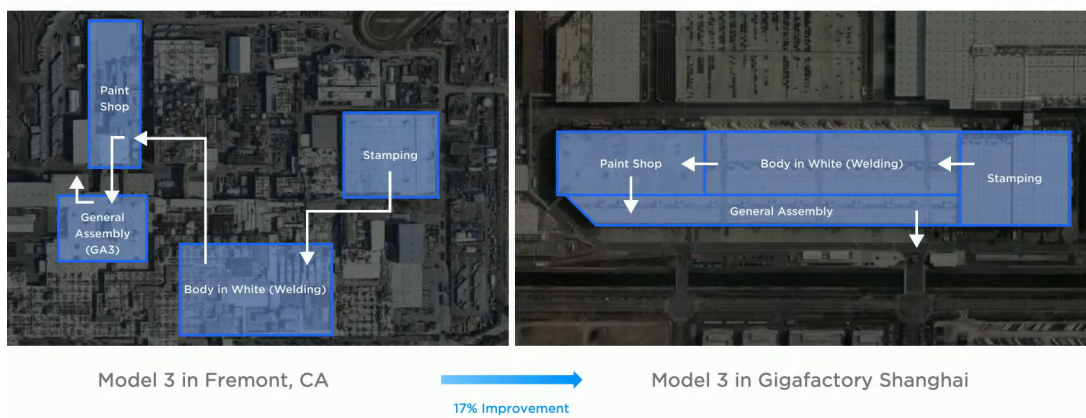 Paint
Shop
Stamping
General
Assembly
(GA3)
Body in White (Welding)
Paint Shop
Body in White (Welding)
Stamping
General Assembly
Model 3 in Fremont, CA
17% Improvement
Model 3 in Gigafactory Shanghai